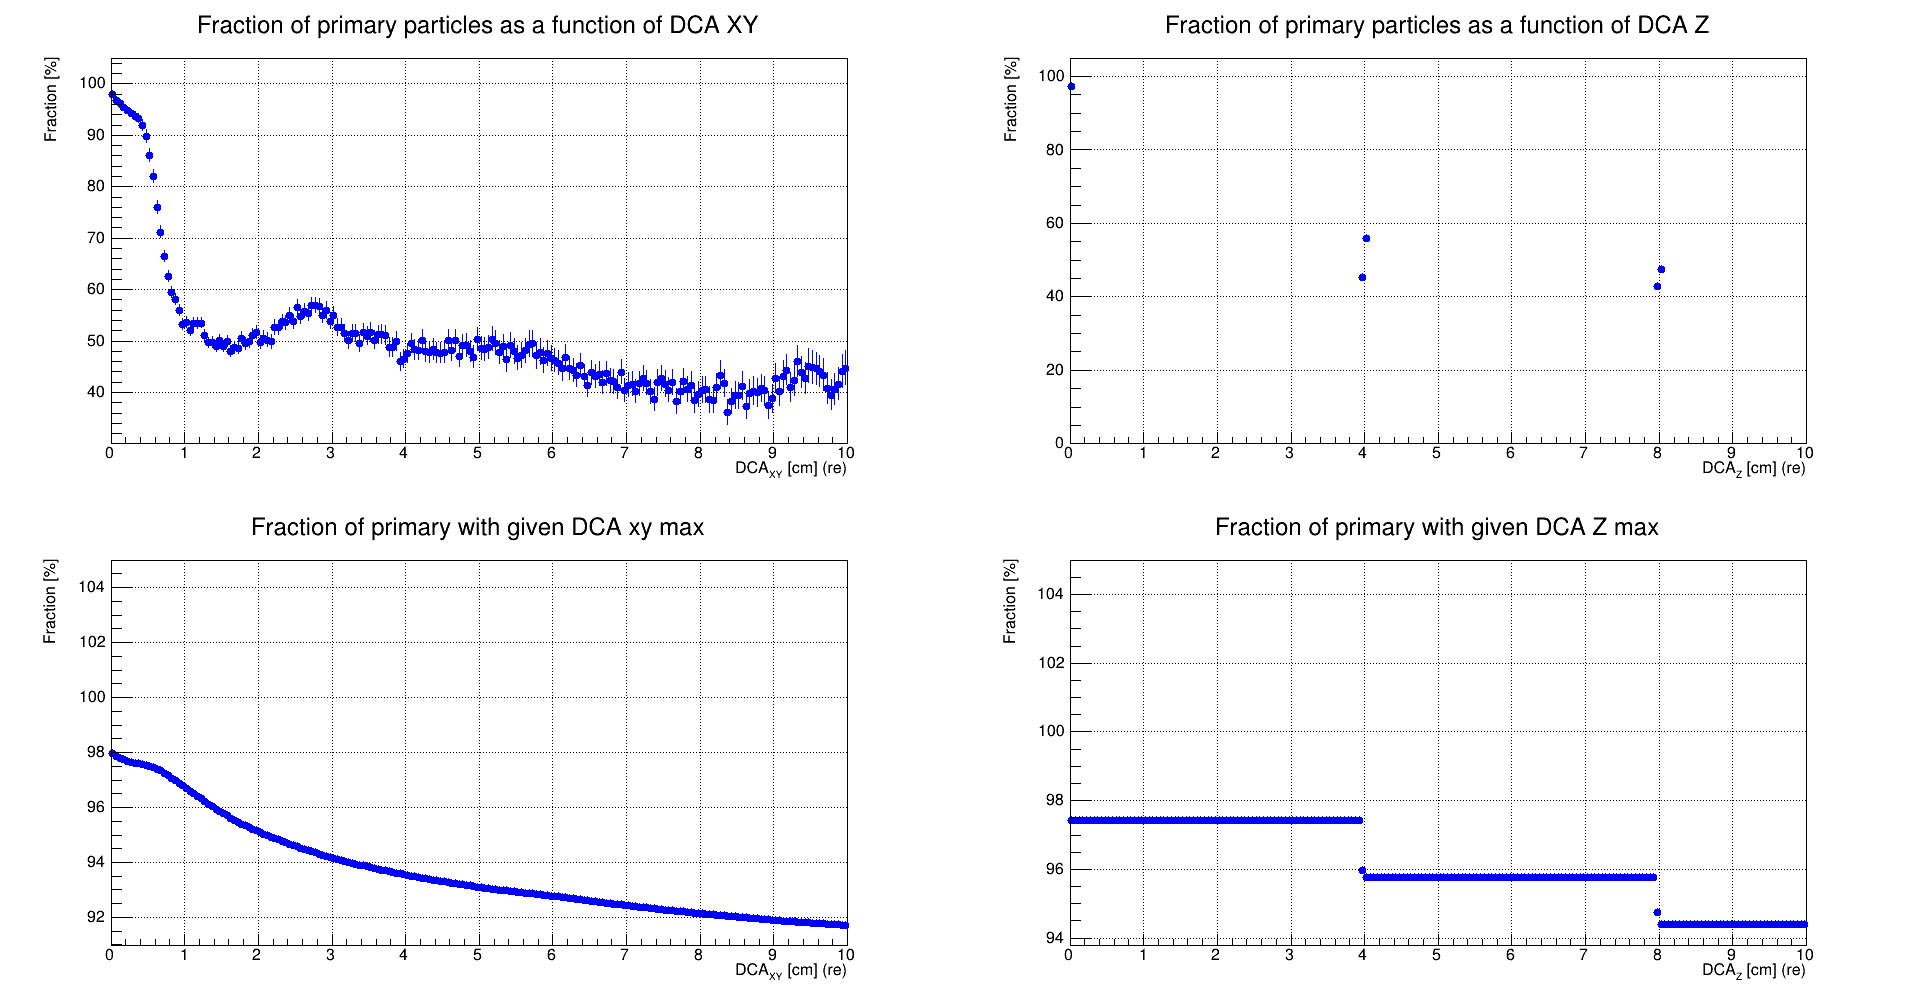 Fraction of primary particles as a function of DCA XY
Fraction [%]
100
90
80
70
60
50
40
0 1 2 3 4 5 6 7 8 9 10
DCAXY [cm] (re)
Fraction of primary particles as a function of DCA Z
Fraction [%]
100
80
60
40
20
0
0 1 2 3 4 5 6 7 8 9 10
DCAZ [cm] (re)
Fraction of primary with given DCA xy max
Fraction [%]
104
102
100
98
96
94
92
0 1 2 3 4 5 6 7 8 9 10
DCAXY [cm] (re)
Fraction of primary with given DCA Z max
Fraction [%]
104
102
100
98
96
94
0 1 2 3 4 5 6 7 8 9 10
DCAZ [cm] (re)